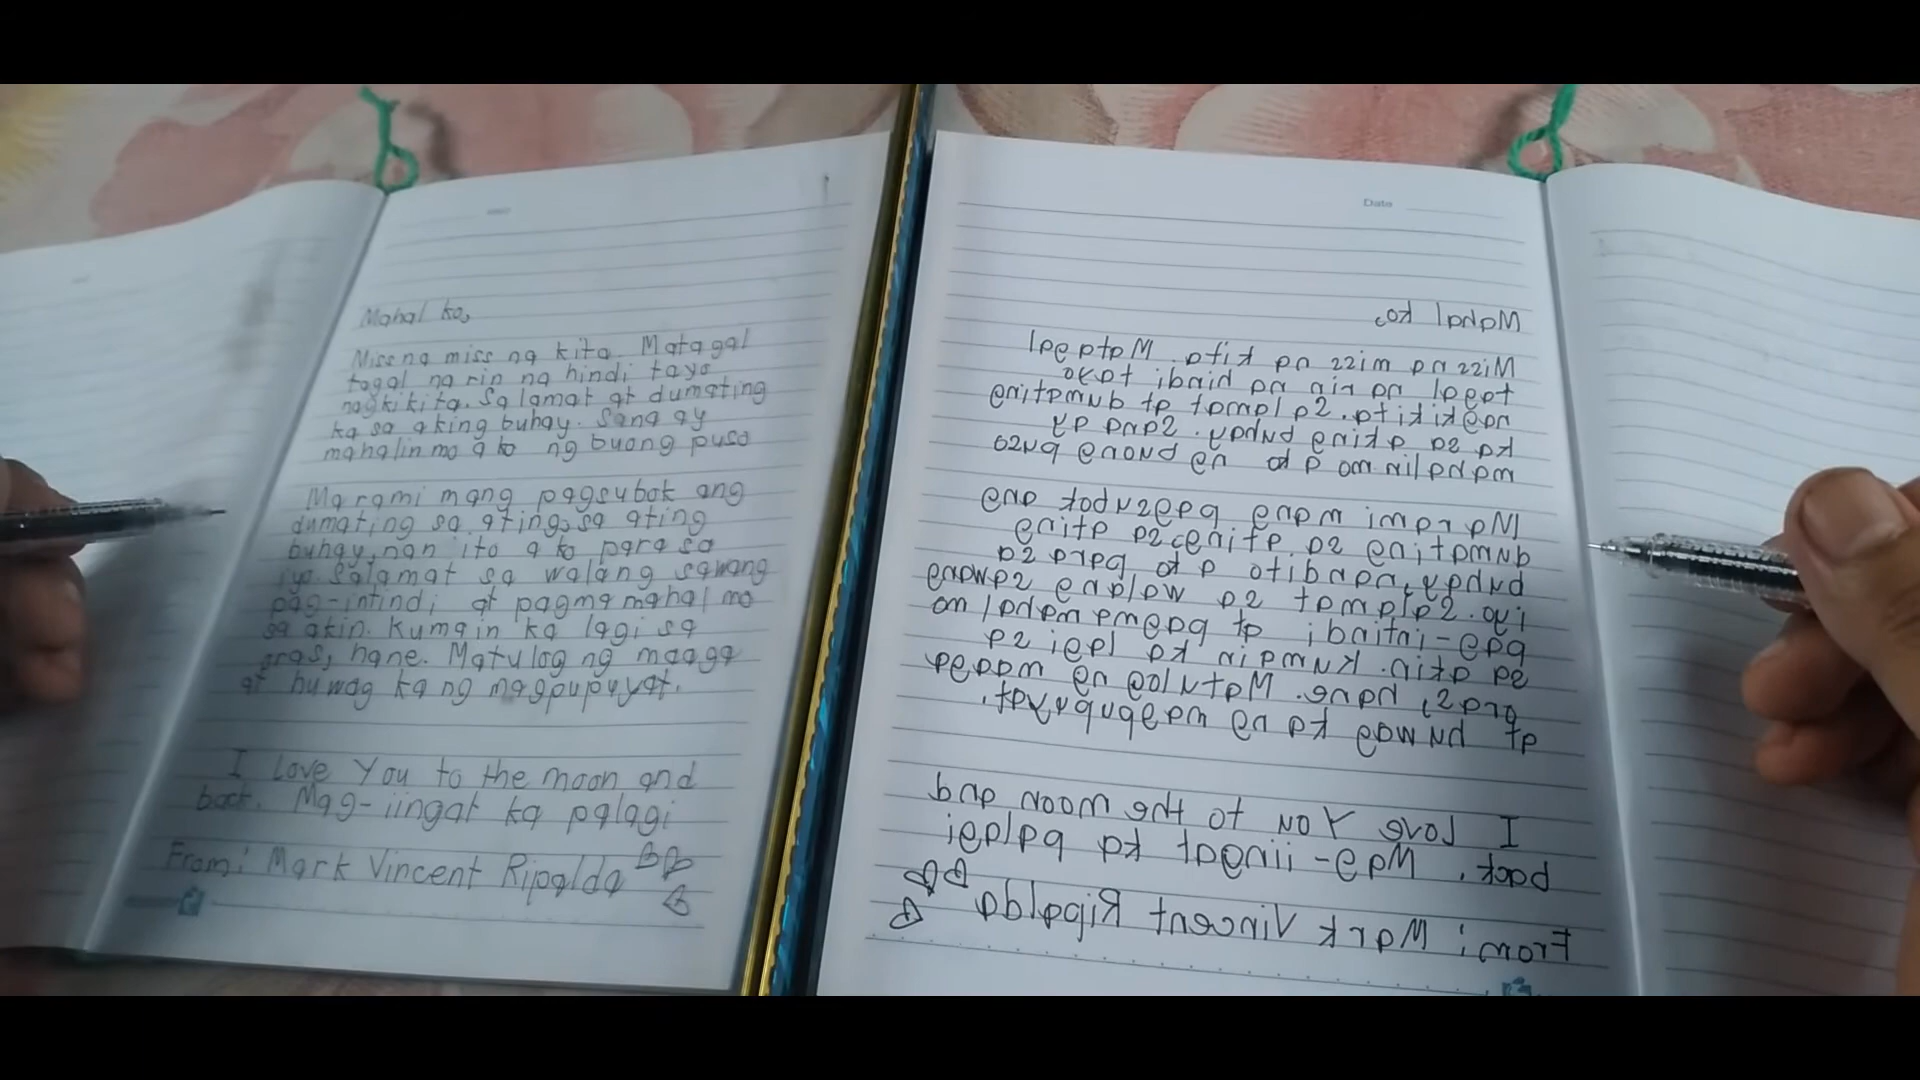 Mahal ko,
Miss na miss na kita. Matagal
tagal na rin na hindi tayo
nagkikita. Salamat at dumating
ka sa aking buhay. Sana ay
mahalin mo ako ng buong puso
Marami mang pagsubok ang
dumating sa ating, sa ating
buhay, nandito ako para sa
iyo. Salamat sa walang sawang
pag-intindi at pagmamahal mo
sa akin. Kumain ka lagi sa
oras, hane. Matulog ng maaga
at huwag ka ng magpupuyat.
I Love You to the moon and
back. Mag-iingat ka palagi
From: Mark Vincent Ripalda
Date
Mahal ko,
Miss na miss na kita. Matagal
tagal na rin na hindi tayo
nagkikita. Salamat at dumating
ka sa aking buhay. Sana ay
mahalin mo ako ng buong puso
Marami mang pagsubok ang
dumating sa ating, sa ating
buhay, nandito ako para sa
iyo. Salamat sa walang sawang
pag-intindi at pagmamahal mo
sa akin. Kumain ka lagi sa
oras, hane. Matulog ng maaga
at huwag ka ng magpupuyat.
I Love You to the moon and
back. Mag-iingat ka palagi
From: Mark Vincent Ripalda